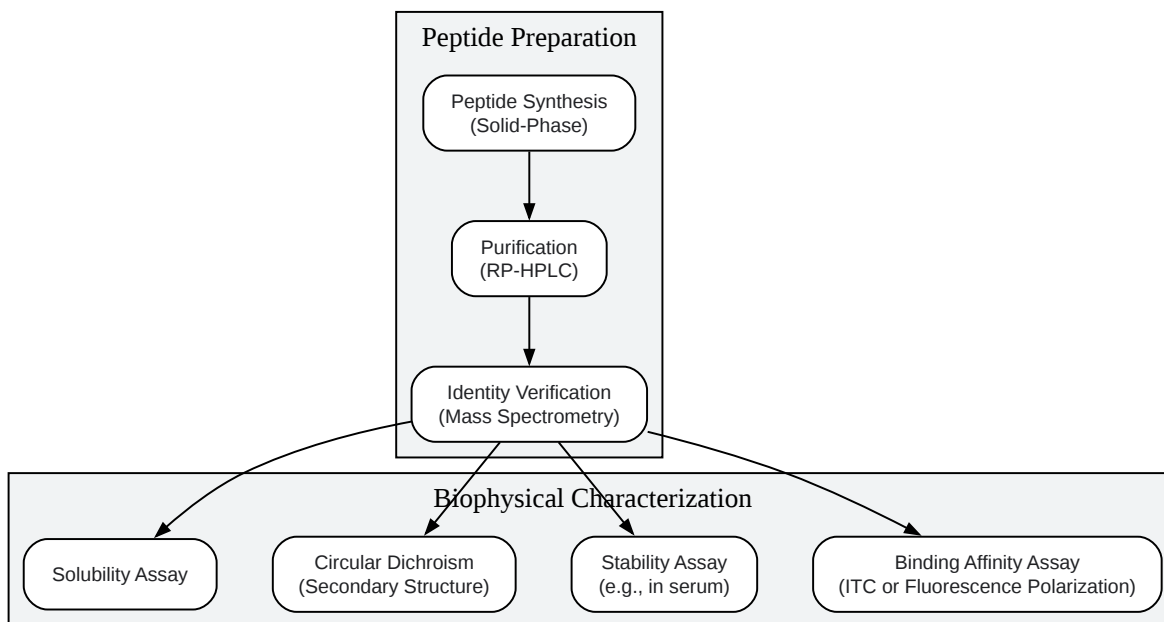 Peptide Preparation
Peptide Synthesis
(Solid-Phase)
Purification
(RP-HPLC)
Identity Verification
(Mass Spectrometry)
Biophysical Characterization
Solubility Assay
Circular Dichroism
(Secondary Structure)
Stability Assay
(e.g., in serum)
Binding Affinity Assay
(ITC or Fluorescence Polarization)